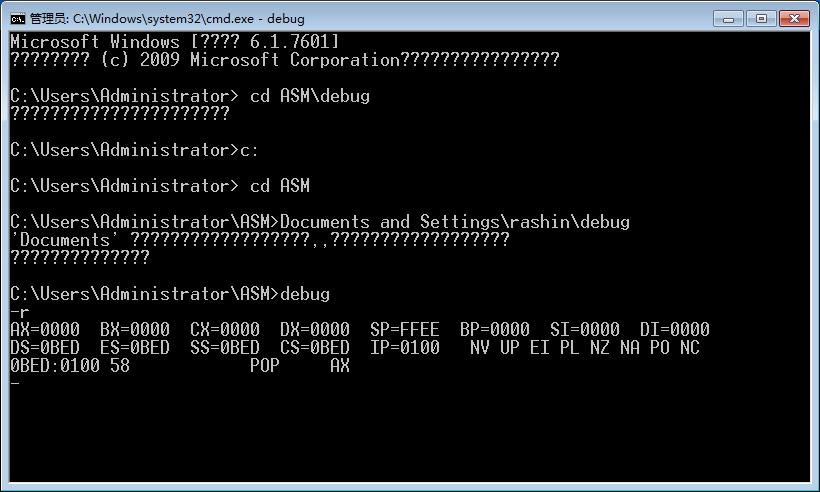 管理员: C:\Windows\system32\cmd.exe - debug
Microsoft Windows [???? 6.1.7601]
???????? (c) 2009 Microsoft Corporation????????????????
C:\Users\Administrator> cd ASM\debug
??????????????????????
C:\Users\Administrator>c:
C:\Users\Administrator> cd ASM
C:\Users\Administrator\ASM>Documents and Settings\rashin\debug
'Documents' ??????????????????,,??????????????????
??????????????
C:\Users\Administrator\ASM>debug
-r
AX=0000  BX=0000  CX=0000  DX=0000  SP=FFEE  BP=0000  SI=0000  DI=0000
DS=0BED  ES=0BED  SS=0BED  CS=0BED  IP=0100   NV UP EI PL NZ NA PO NC
0BED:0100 58            POP     AX
-